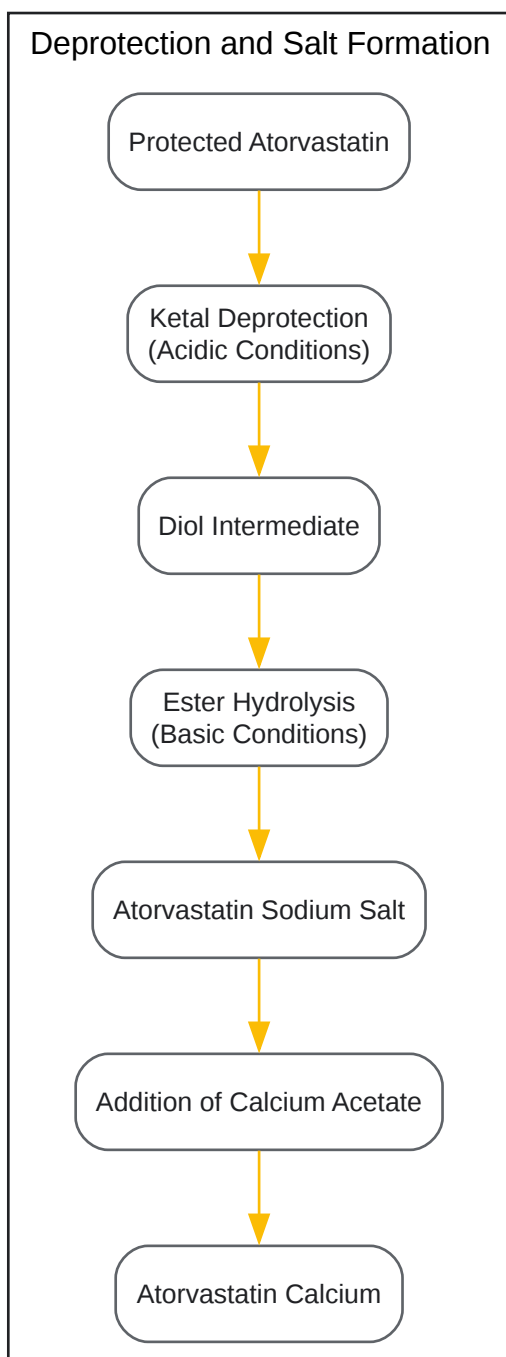 Deprotection and Salt Formation
Protected Atorvastatin
Ketal Deprotection
(Acidic Conditions)
Diol Intermediate
Ester Hydrolysis
(Basic Conditions)
Atorvastatin Sodium Salt
Addition of Calcium Acetate
Atorvastatin Calcium